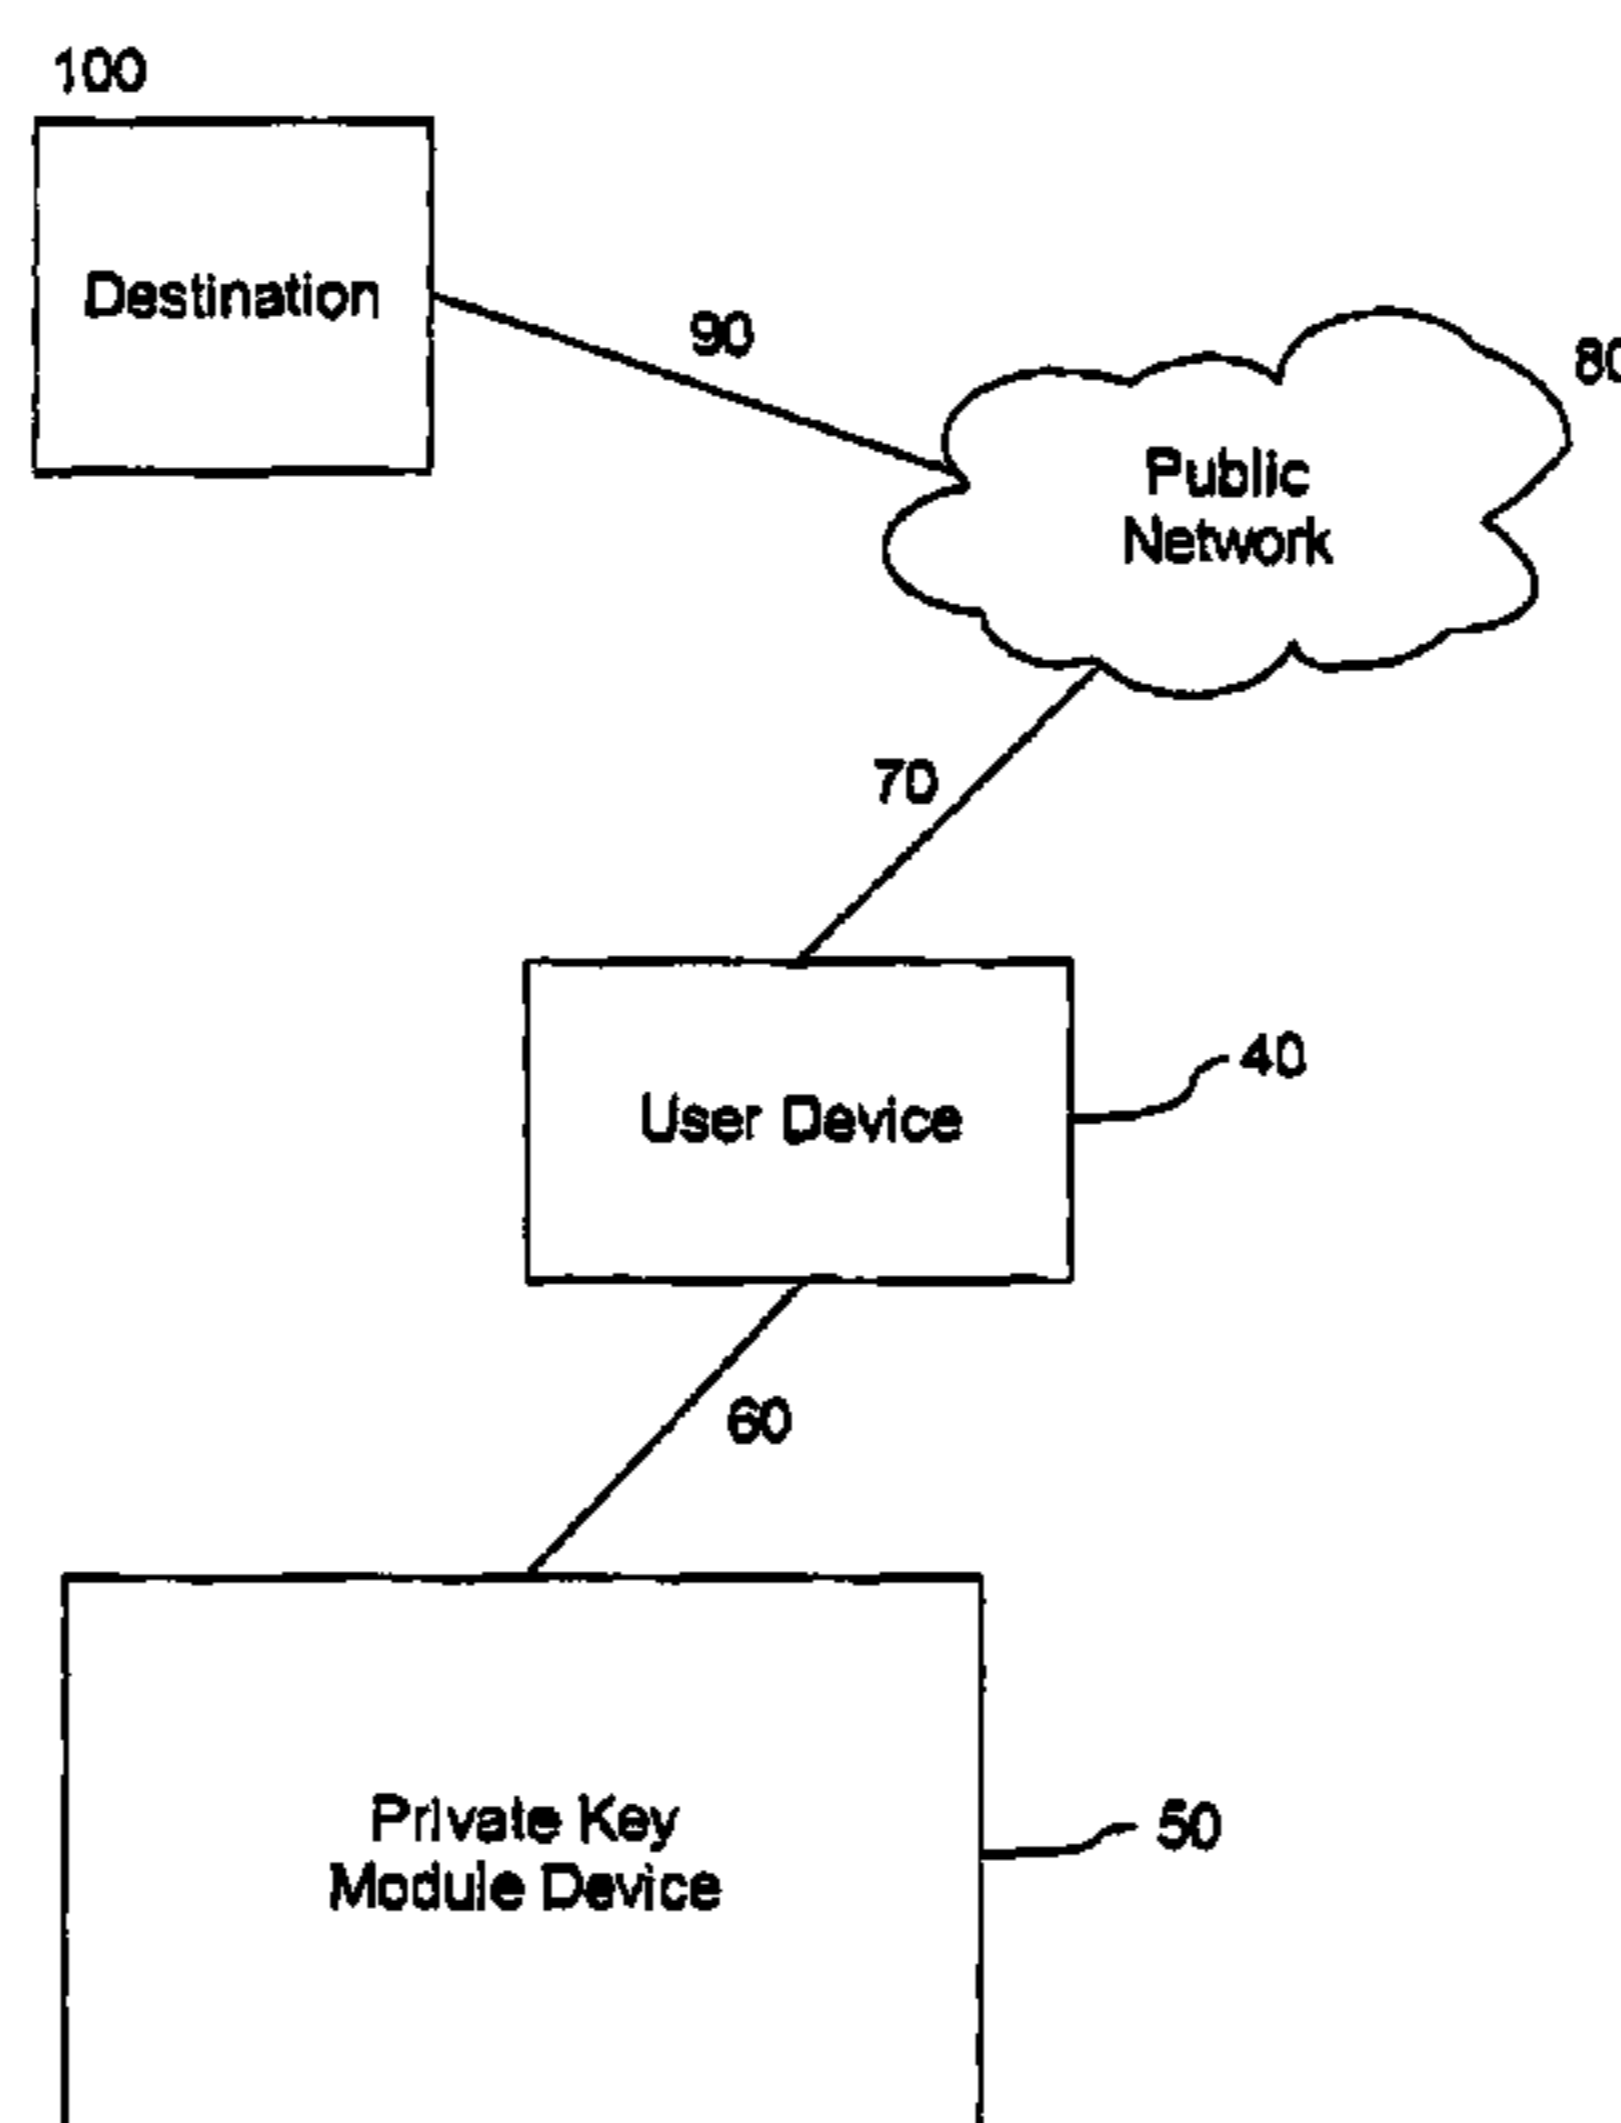 100
Destination
90
80
Public
Network
70
40
User Device
60
Private Key
Module Device
50